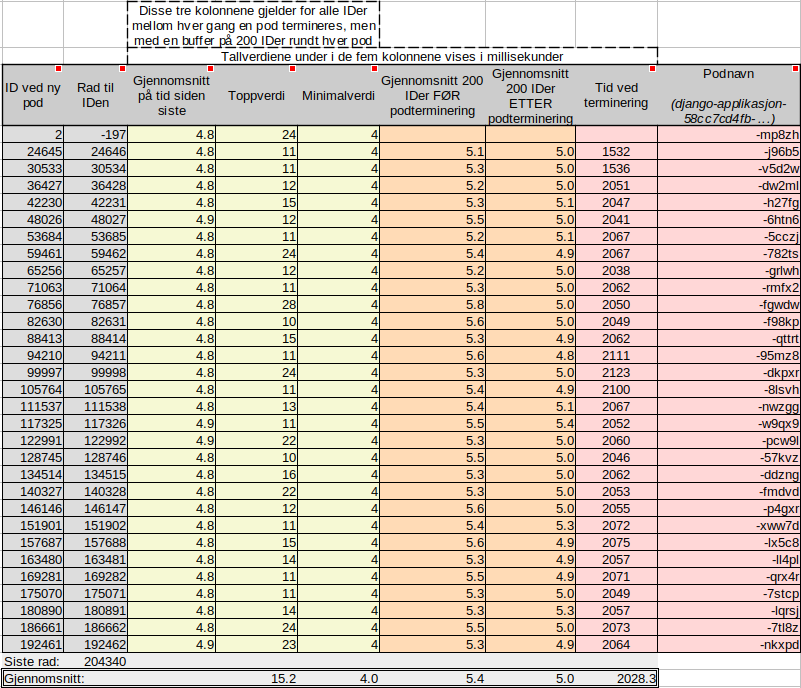 Disse tre kolonnene gjelder for alle IDer
mellom hver gang en pod termineres, men
med en buffer på 200 IDer rundt hver pod
Tallverdiene under i de fem kolonnene vises i millisekunder
ID ved ny pod Rad til IDen Gjennomsnitt på tid siden siste Toppverdi Minimalverdi Gjennomsnitt 200 IDer FØR podterminering Gjennomsnitt 200 IDer ETTER podterminering Tid ved terminering Podnavn (django-applikasjon-58cc7cd4fb-...)
2 -197 4.8 24 4 -mp8zh
24645 24646 4.8 11 4 5.1 5.0 1532 -j96b5
30533 30534 4.8 11 4 5.3 5.0 1536 -v5d2w
36427 36428 4.8 12 4 5.2 5.0 2051 -dw2ml
42230 42231 4.8 15 4 5.3 5.1 2047 -h27fg
48026 48027 4.9 12 4 5.5 5.0 2041 -6htn6
53684 53685 4.8 11 4 5.2 5.1 2067 -5cczj
59461 59462 4.8 24 4 5.4 4.9 2067 -782ts
65256 65257 4.8 12 4 5.2 5.0 2038 -grlwh
71063 71064 4.8 11 4 5.3 5.0 2062 -rmfx2
76856 76857 4.8 28 4 5.8 5.0 2050 -fgwdw
82630 82631 4.8 10 4 5.6 5.0 2049 -f98kp
88413 88414 4.8 15 4 5.3 4.9 2062 -qttrt
94210 94211 4.8 11 4 5.6 4.8 2111 -95mz8
99997 99998 4.8 24 4 5.3 5.0 2123 -dkpxr
105764 105765 4.8 11 4 5.4 4.9 2100 -8lsvh
111537 111538 4.8 13 4 5.4 5.1 2067 -nwzgg
117325 117326 4.9 11 4 5.5 5.4 2052 -w9qx9
122991 122992 4.9 22 4 5.3 5.0 2060 -pcw9l
128745 128746 4.8 10 4 5.5 5.0 2046 -57kvz
134514 134515 4.8 16 4 5.3 5.0 2062 -ddzng
140327 140328 4.8 22 4 5.3 5.0 2053 -fmdvd
146146 146147 4.8 12 4 5.6 5.0 2055 -p4gxr
151901 151902 4.8 11 4 5.4 5.3 2072 -xww7d
157687 157688 4.8 15 4 5.6 4.9 2075 -lx5c8
163480 163481 4.8 14 4 5.3 4.9 2057 -ll4pl
169281 169282 4.8 11 4 5.5 4.9 2071 -qrx4r
175070 175071 4.8 11 4 5.3 5.0 2049 -7stcp
180890 180891 4.8 14 4 5.3 5.3 2057 -lqrsj
186661 186662 4.8 24 4 5.5 5.0 2073 -7tl8z
192461 192462 4.9 23 4 5.3 4.9 2064 -nkxpd
Siste rad: 204340
Gjennomsnitt: 15.2 4.0 5.4 5.0 2028.3